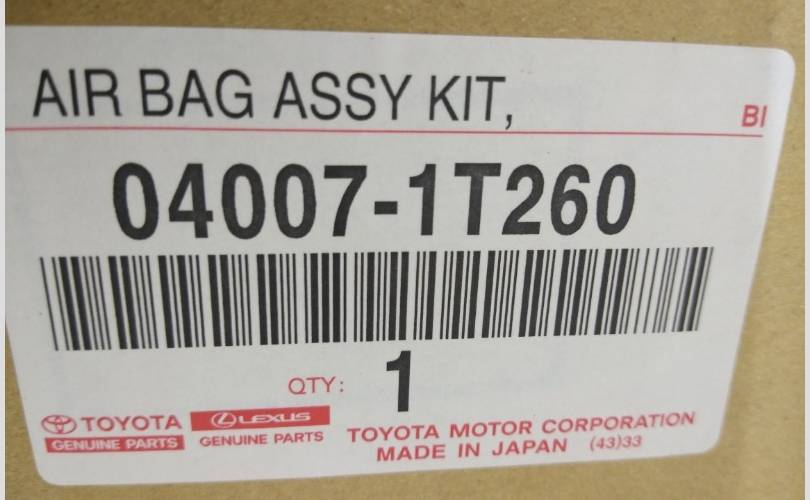 AIR BAG ASSY KIT,
BI
04007-1T260
QTY: 1
TOYOTA
GENUINE PARTS
LEXUS
GENUINE PARTS
TOYOTA MOTOR CORPORATION
MADE IN JAPAN (43)33